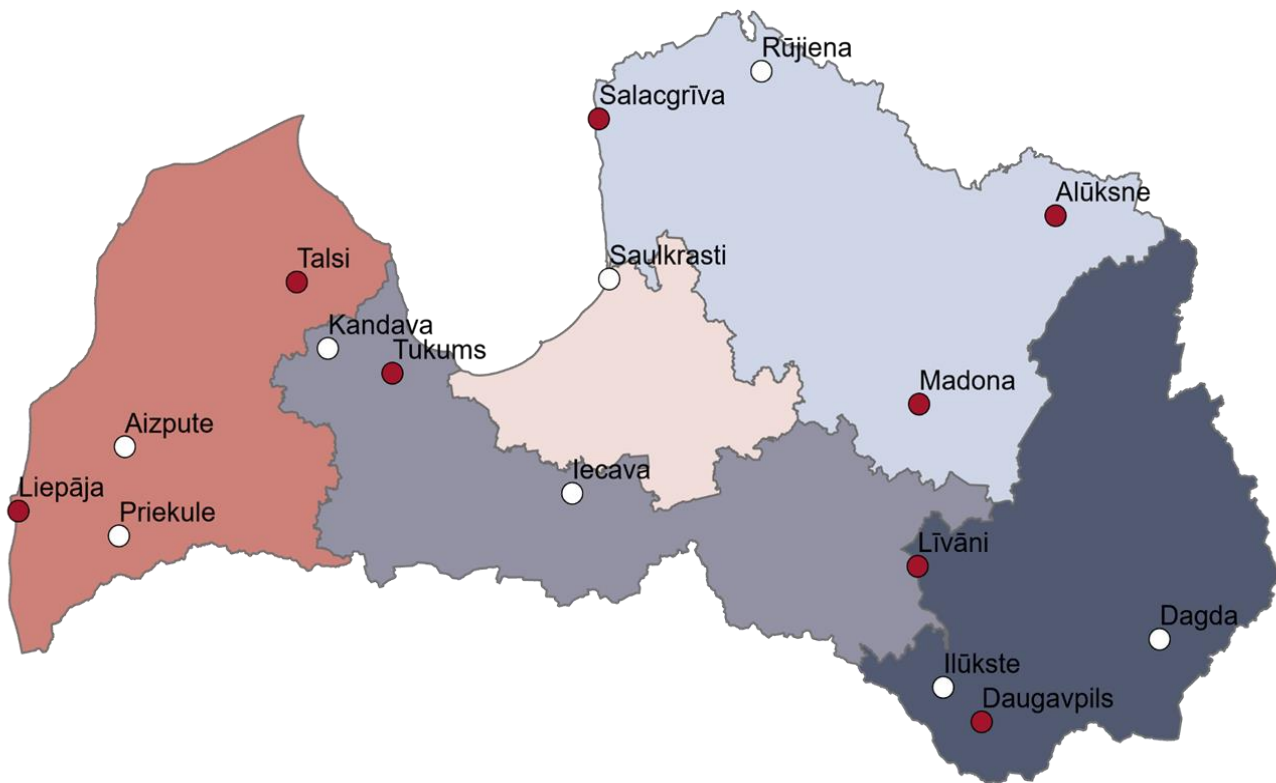 Rūjiena
Salacgrīva
Alūksne
Talsi
Saulkrasti
Kandava
Tukums
Madona
Aizpute
Iecava
Liepāja
Priekule
Līvāni
Dagda
Ilūkste
Daugavpils